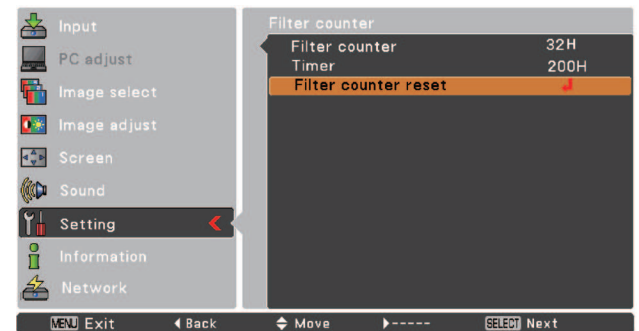 Input
PC adjust
Image select
Image adjust
Screen
Sound
Setting
Information
Network
Filter counter
Filter counter 32H
Timer 200H
Filter counter reset
MENU Exit ◀ Back Move ▶----- SELECT Next